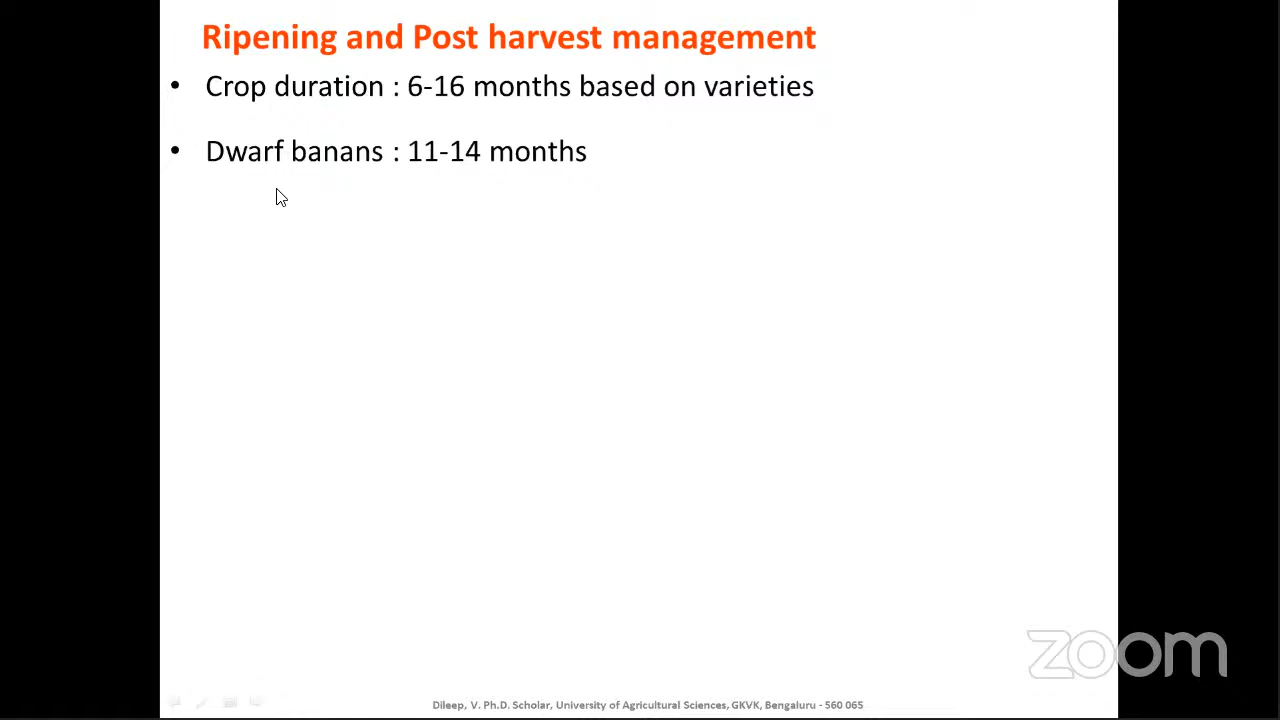 Ripening and Post harvest management
• Crop duration : 6-16 months based on varieties
• Dwarf banans : 11-14 months
zoom
Dileep, V. Ph.D. Scholar, University of Agricultural Sciences, GKVK, Bengaluru - 560 065